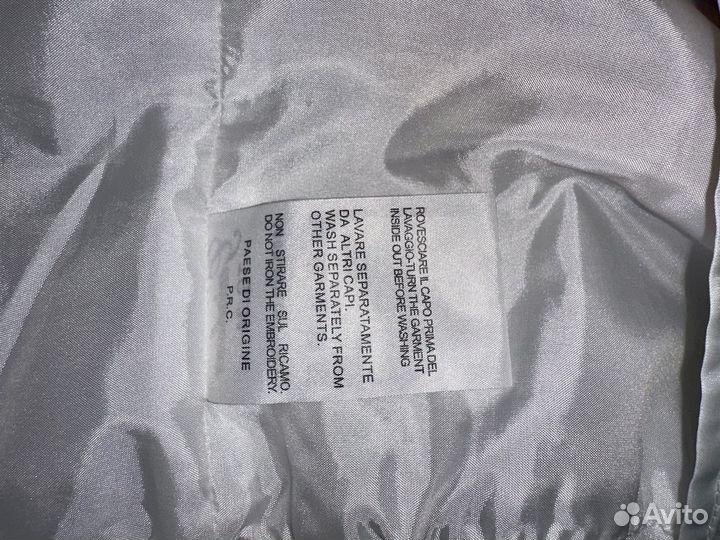 ROVESCIARE IL CAPO PRIMA DEL
LAVAGGIO-TURN THE GARMENT
INSIDE OUT BEFORE WASHING
LAVARE SEPARATAMENTE
DA ALTRI CAPI.
WASH SEPARATELY FROM
OTHER GARMENTS.
NON STIRARE SUL RICAMO.
DO NOT IRON THE EMBROIDERY.
PAESE DI ORIGINE
P.R.C.
Avito